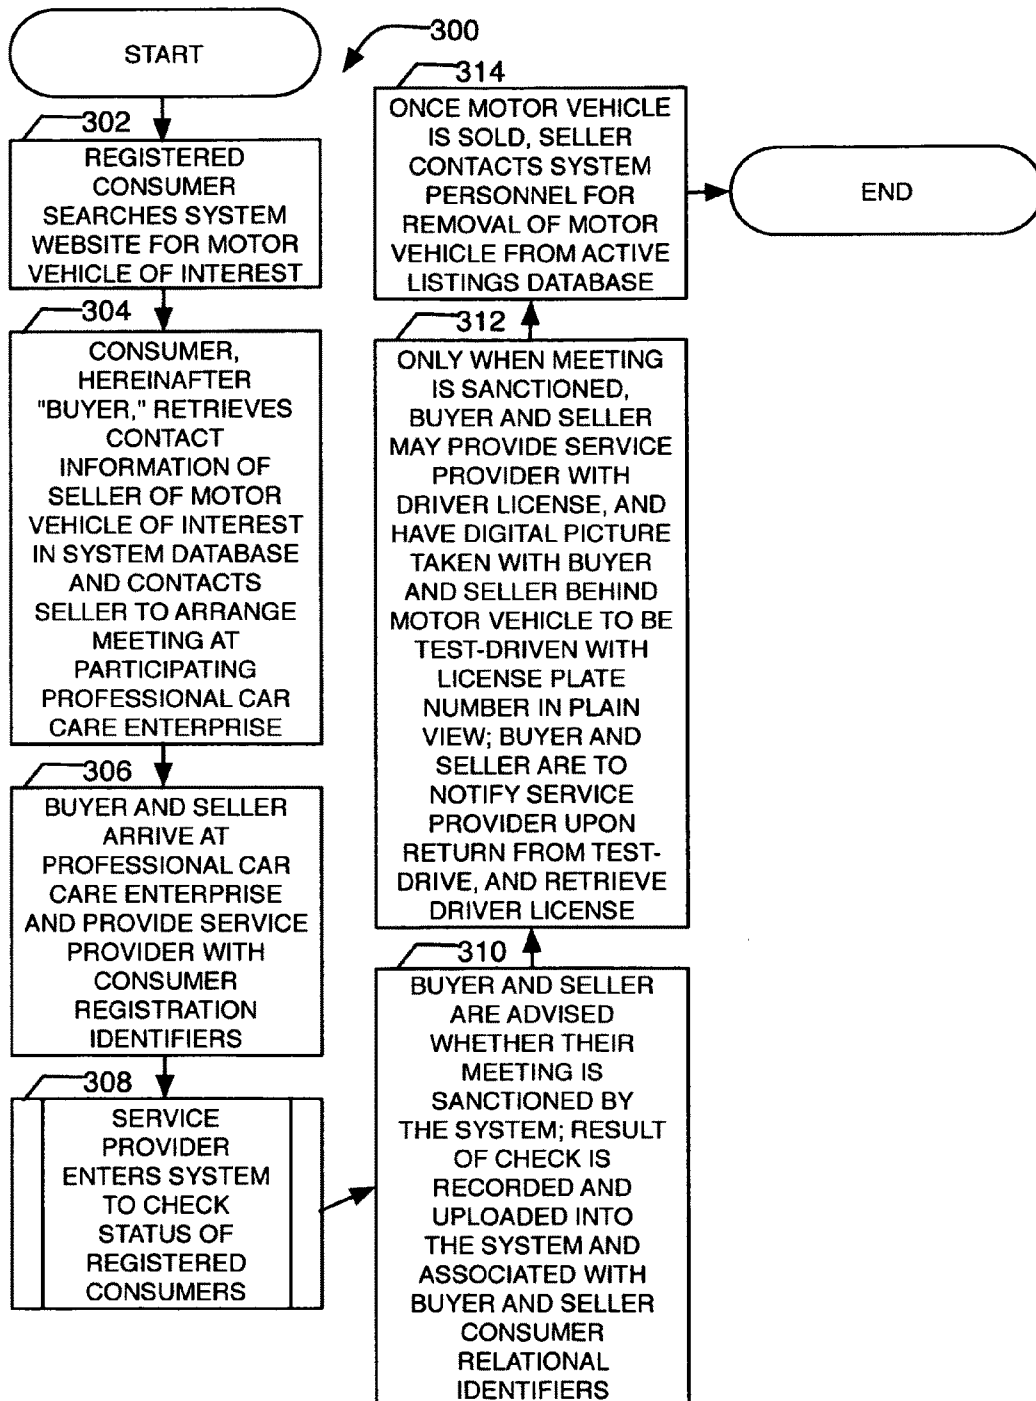 START
300
302
REGISTERED
CONSUMER
SEARCHES SYSTEM
WEBSITE FOR MOTOR
VEHICLE OF INTEREST
304
CONSUMER,
HEREINAFTER
"BUYER," RETRIEVES
CONTACT
INFORMATION OF
SELLER OF MOTOR
VEHICLE OF INTEREST
IN SYSTEM DATABASE
AND CONTACTS
SELLER TO ARRANGE
MEETING AT
PARTICIPATING
PROFESSIONAL CAR
CARE ENTERPRISE
306
BUYER AND SELLER
ARRIVE AT
PROFESSIONAL CAR
CARE ENTERPRISE
AND PROVIDE SERVICE
PROVIDER WITH
CONSUMER
REGISTRATION
IDENTIFIERS
308
SERVICE
PROVIDER
ENTERS SYSTEM
TO CHECK
STATUS OF
REGISTERED
CONSUMERS
310
BUYER AND SELLER
ARE ADVISED
WHETHER THEIR
MEETING IS
SANCTIONED BY
THE SYSTEM; RESULT
OF CHECK IS
RECORDED AND
UPLOADED INTO
THE SYSTEM AND
ASSOCIATED WITH
BUYER AND SELLER
CONSUMER
RELATIONAL
IDENTIFIERS
312
ONLY WHEN MEETING
IS SANCTIONED,
BUYER AND SELLER
MAY PROVIDE SERVICE
PROVIDER WITH
DRIVER LICENSE, AND
HAVE DIGITAL PICTURE
TAKEN WITH BUYER
AND SELLER BEHIND
MOTOR VEHICLE TO BE
TEST-DRIVEN WITH
LICENSE PLATE
NUMBER IN PLAIN
VIEW; BUYER AND
SELLER ARE TO
NOTIFY SERVICE
PROVIDER UPON
RETURN FROM TEST-
DRIVE, AND RETRIEVE
DRIVER LICENSE
314
ONCE MOTOR VEHICLE
IS SOLD, SELLER
CONTACTS SYSTEM
PERSONNEL FOR
REMOVAL OF MOTOR
VEHICLE FROM ACTIVE
LISTINGS DATABASE
END